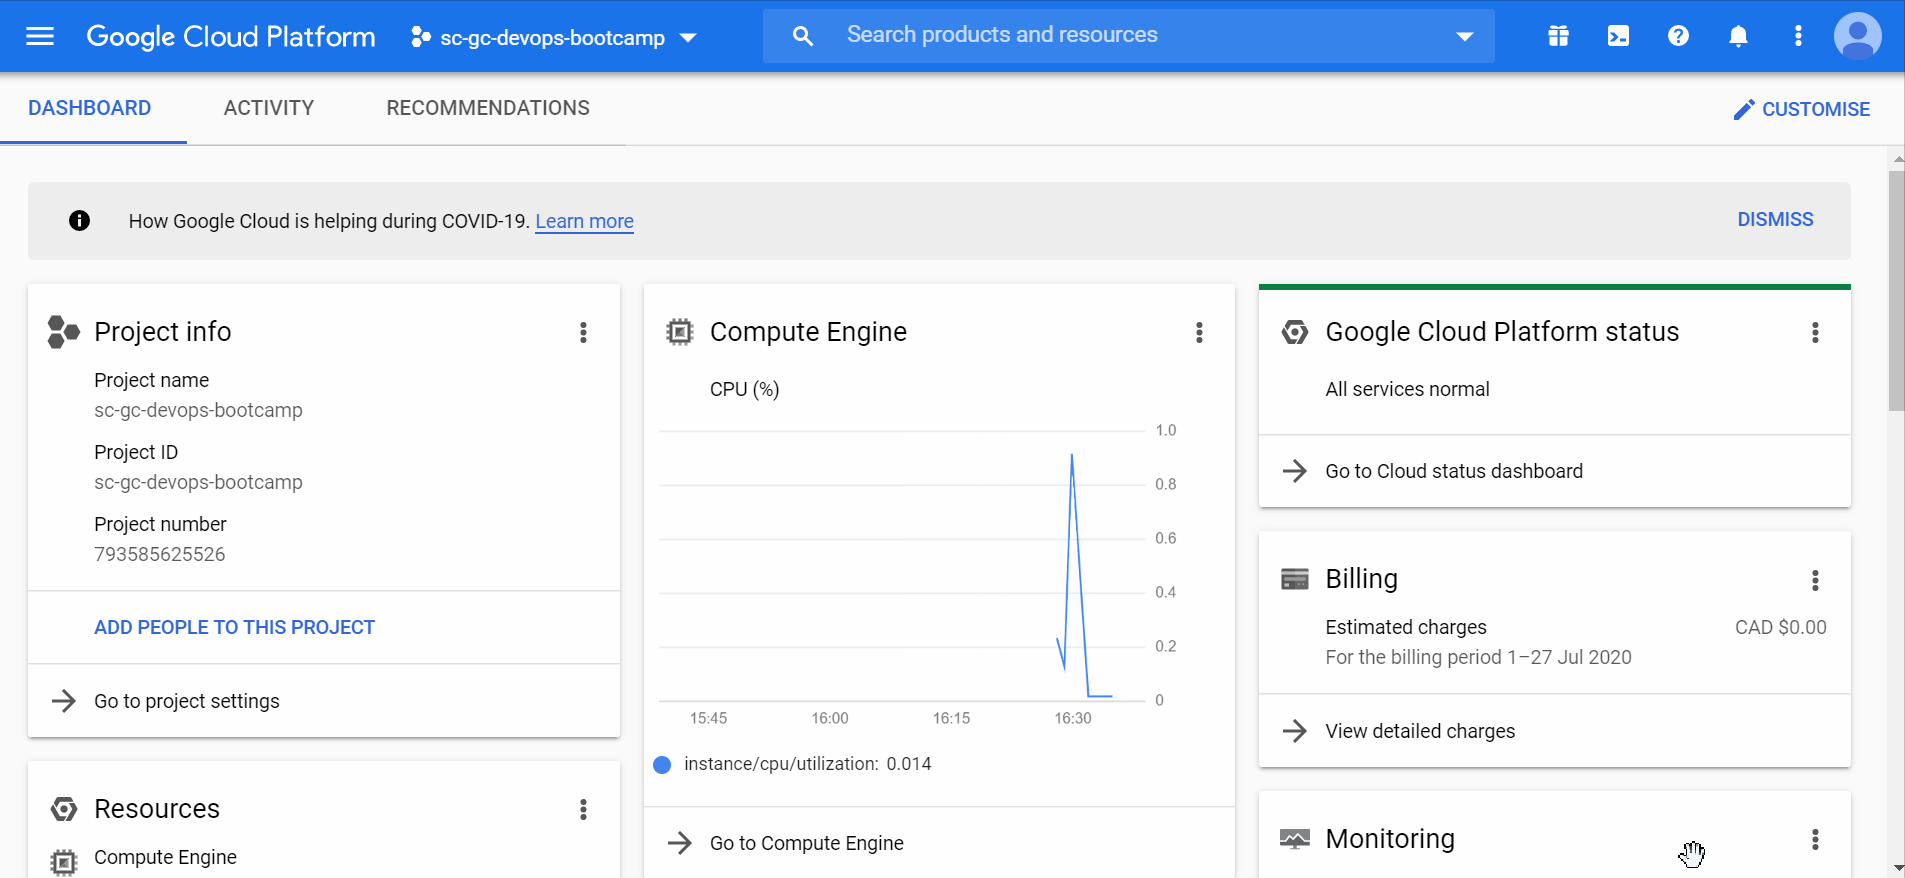 Google Cloud Platform
sc-gc-devops-bootcamp
Search products and resources
DASHBOARD
ACTIVITY
RECOMMENDATIONS
CUSTOMISE
How Google Cloud is helping during COVID-19. Learn more
DISMISS
Project info
Project name
sc-gc-devops-bootcamp
Project ID
sc-gc-devops-bootcamp
Project number
793585625526
ADD PEOPLE TO THIS PROJECT
Go to project settings
Resources
Compute Engine
Compute Engine
CPU (%)
1.0
0.8
0.6
0.4
0.2
0
15:45
16:00
16:15
16:30
instance/cpu/utilization: 0.014
Go to Compute Engine
Google Cloud Platform status
All services normal
Go to Cloud status dashboard
Billing
Estimated charges
CAD $0.00
For the billing period 1–27 Jul 2020
View detailed charges
Monitoring